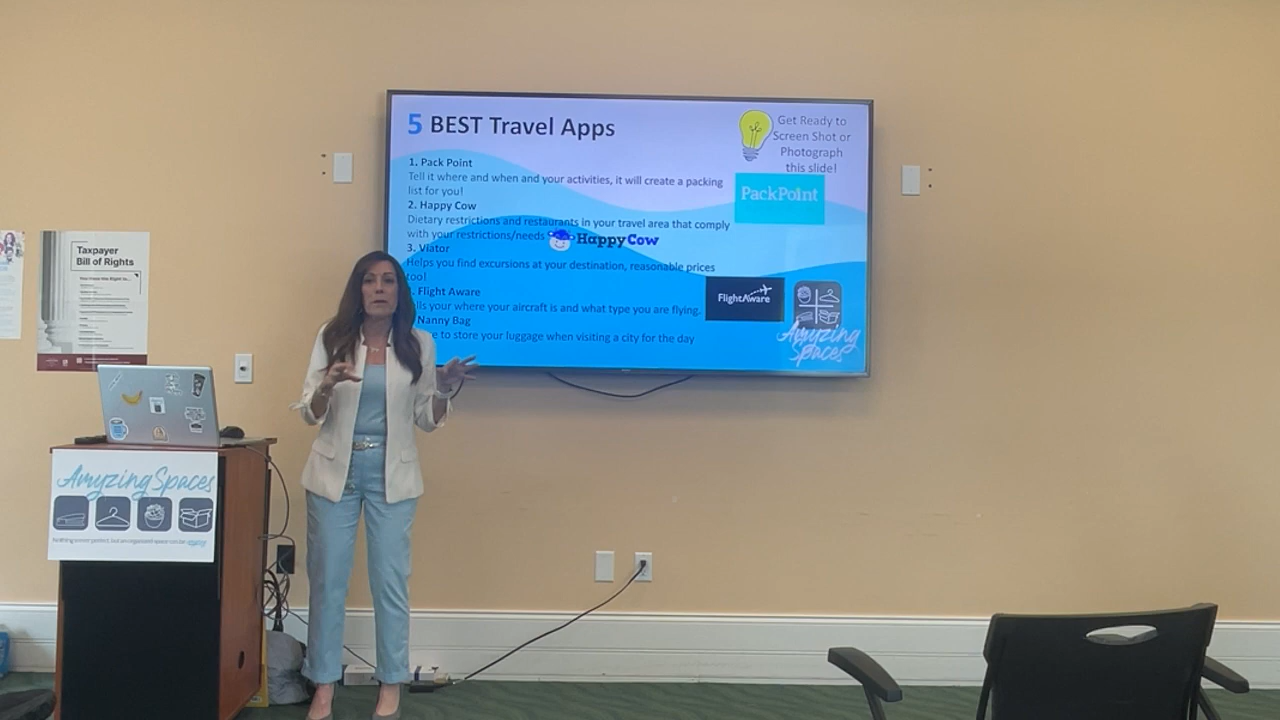 5 BEST Travel Apps
Get Ready to
Screen Shot or
Photograph
this slide!
1. Pack Point
Tell it where and when and your activities, it will create a packing
list for you!
PackPoint
2. Happy Cow
Dietary restrictions and restaurants in your travel area that comply
with your restrictions/needs
HappyCow
3. Viator
Helps you find excursions at your destination, reasonable prices
too!
Flight Aware
where your aircraft is and what type you are flying.
FlightAware
Nanny Bag
to store your luggage when visiting a city for the day
Amyzing
Spaces
Taxpayer
Bill of Rights
Amyzing Spaces